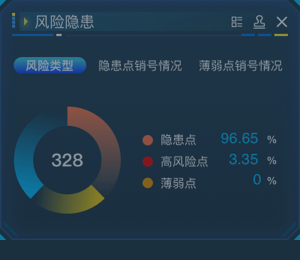 风险隐患
风险类型 隐患点销号情况 薄弱点销号情况
328
隐患点 96.65 %
高风险点 3.35 %
薄弱点 0 %